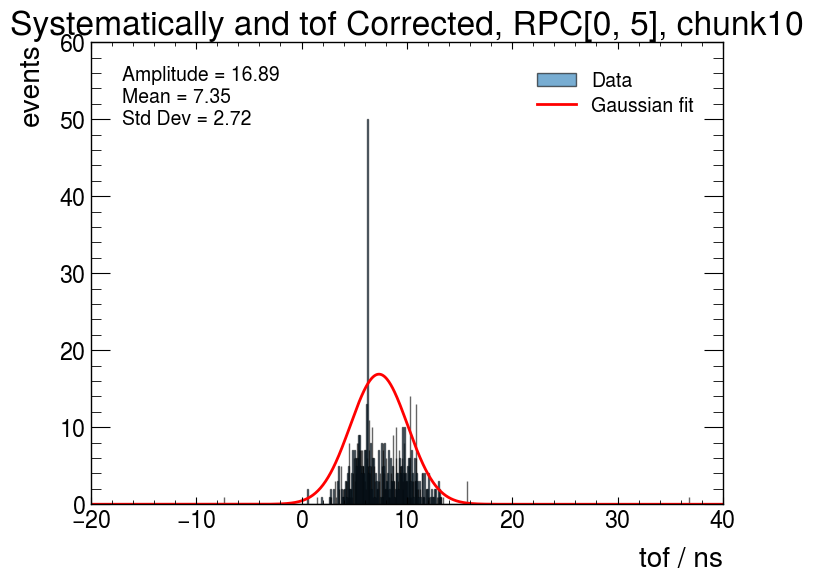 Systematically and tof Corrected, RPC[0, 5], chunk10
events
60
50
40
30
20
10
0
Amplitude = 16.89
Mean = 7.35
Std Dev = 2.72
Data
Gaussian fit
−20 −10 0 10 20 30 40
tof / ns